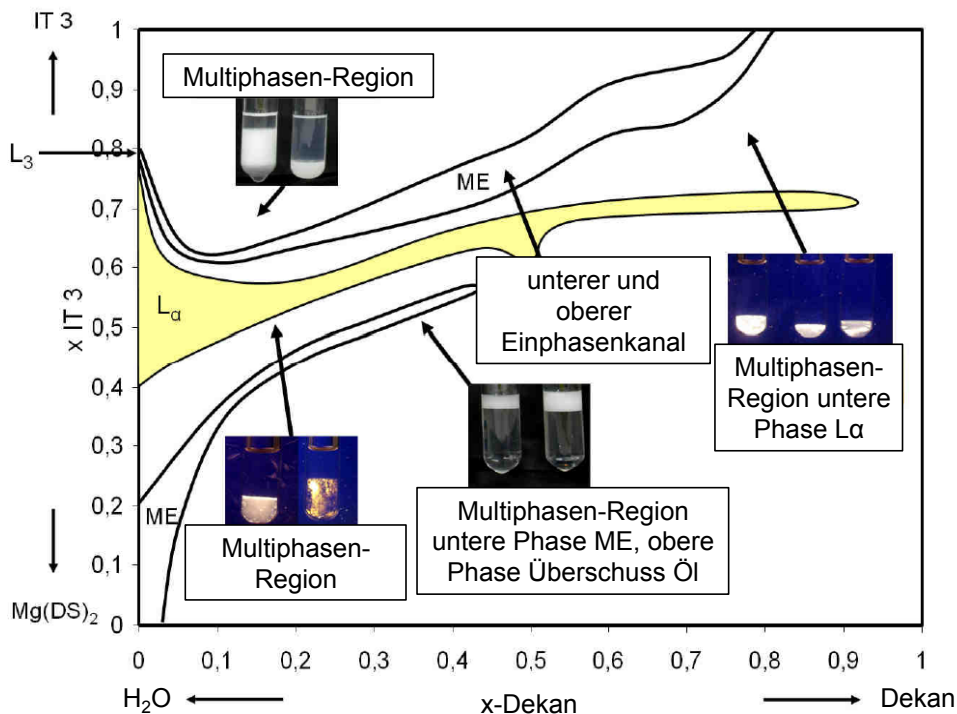 IT 3
1
Multiphasen-Region
0,9
L₃
0,8
ME
0,7
0,6
unterer und
oberer
Einphasenkanal
x IT 3
Lα
0,5
Multiphasen-
Region untere
Phase Lα
0,4
0,3
0,2
ME
Multiphasen-
Region
Multiphasen-Region
untere Phase ME, obere
Phase Überschuss Öl
0,1
Mg(DS)₂
0
0 0,1 0,2 0,3 0,4 0,5 0,6 0,7 0,8 0,9 1
H₂O
x-Dekan
Dekan